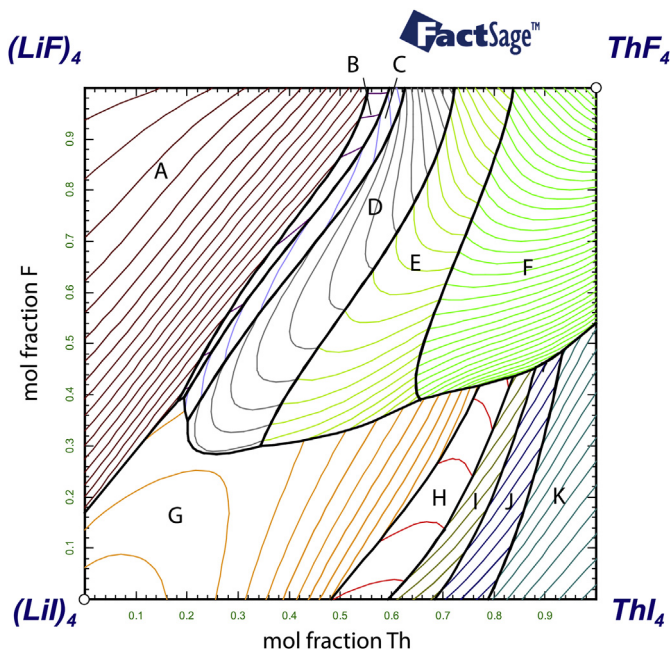 FactSage™
(LiF)₄
ThF₄
B
C
A
D
E
F
G
H
I
J
K
mol fraction F
0.9
0.8
0.7
0.6
0.5
0.4
0.3
0.2
0.1
0.1
0.2
0.3
0.4
0.5
0.6
0.7
0.8
0.9
(LiI)₄
ThI₄
mol fraction Th